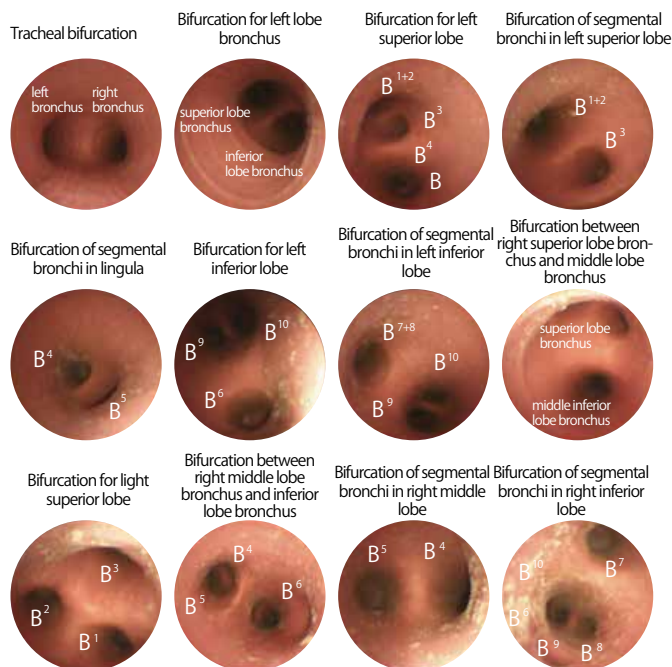 Tracheal bifurcation
left
bronchus
right
bronchus
Bifurcation for left lobe
bronchus
superior lobe
bronchus
inferior
lobe bronchus
Bifurcation for left
superior lobe
B1+2
B3
B4
B
Bifurcation of segmental
bronchi in left superior lobe
B1+2
B3
Bifurcation of segmental
bronchi in lingula
B4
B5
Bifurcation for left
inferior lobe
B9
B10
B6
Bifurcation of segmental
bronchi in left inferior
lobe
B7+8
B10
B9
Bifurcation between
right superior lobe bron-
chus and middle lobe
bronchus
superior lobe
bronchus
middle inferior
lobe bronchus
Bifurcation for light
superior lobe
B3
B2
B1
Bifurcation between
right middle lobe
bronchus and inferior
lobe bronchus
B4
B5
B6
Bifurcation of segmental
bronchi in right middle
lobe
B5
B4
Bifurcation of segmental
bronchi in right inferior
lobe
B10
B7
B6
B9
B8